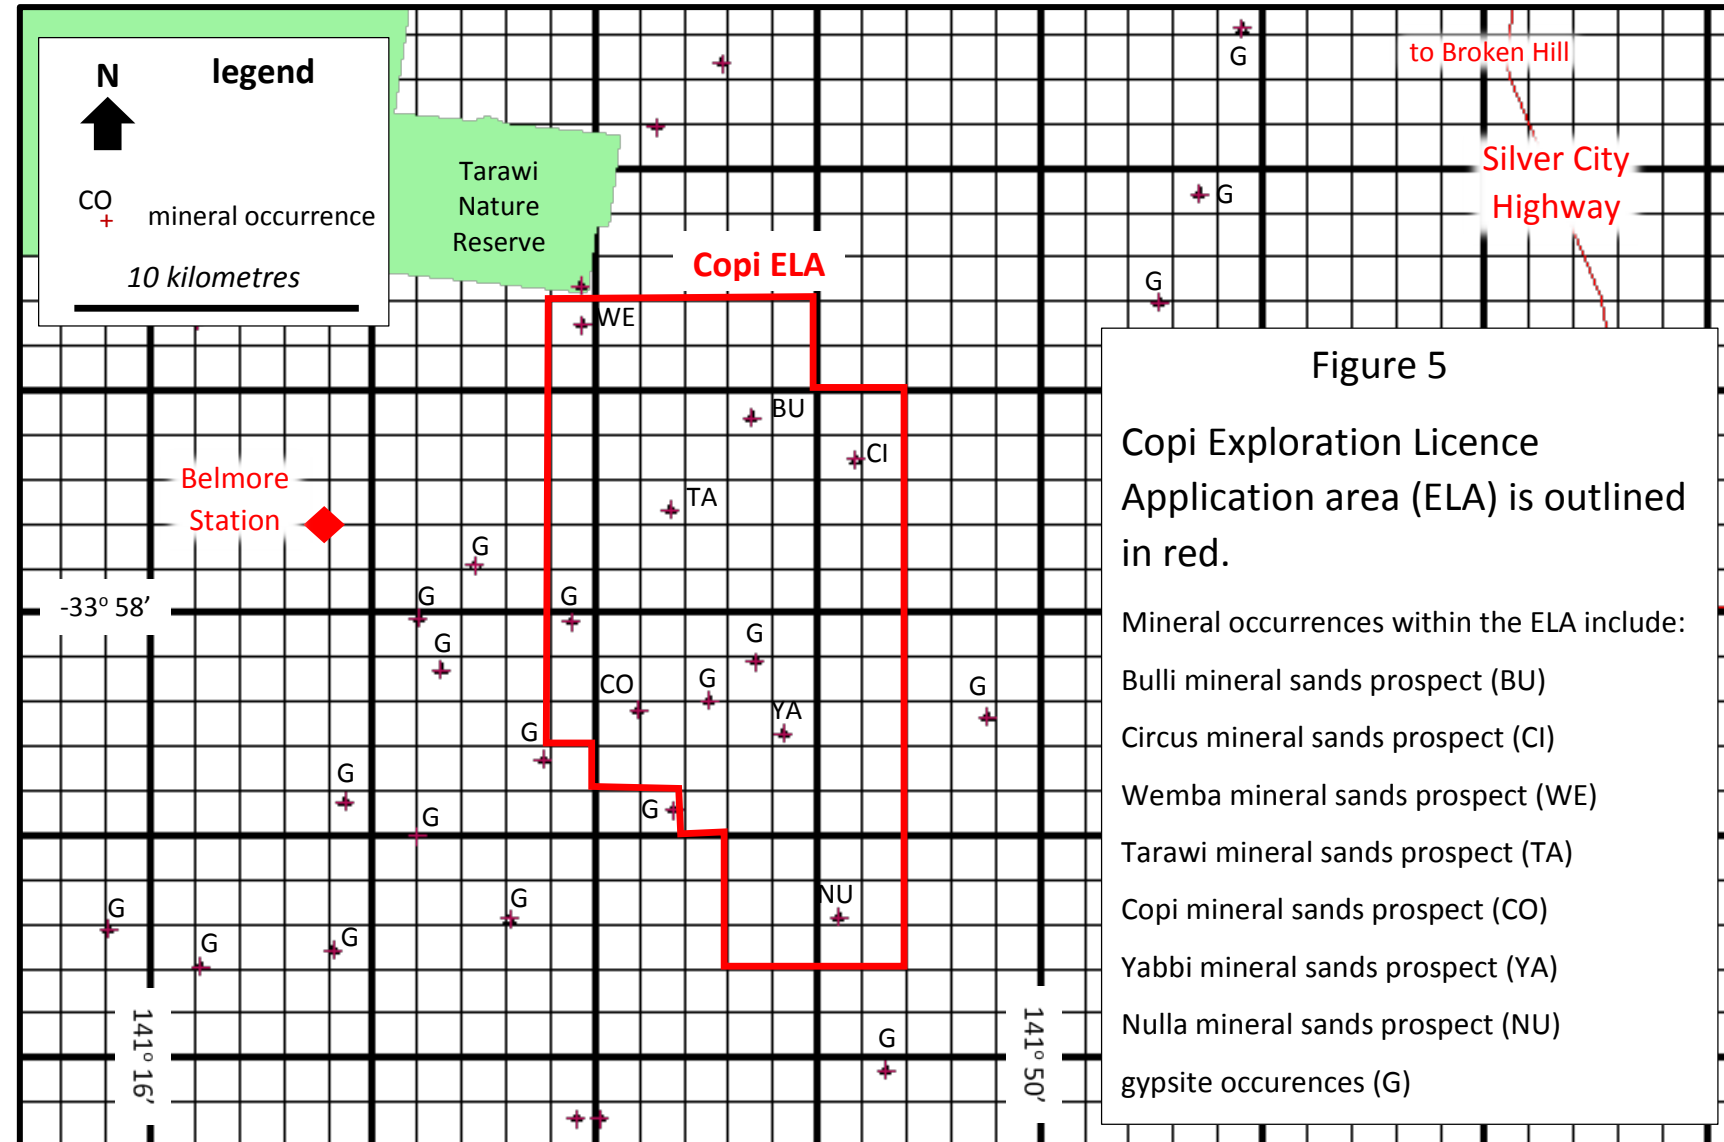 legend
N
CO
mineral occurrence
10 kilometres
Tarawi
Nature
Reserve
Copi ELA
G
to Broken Hill
Silver City
Highway
G
G
WE
BU
CI
TA
Belmore
Station
G
G
G
G
-33° 58'
G
G
CO
G
YA
G
G
G
G
G
G
G
G
G
NU
G
141° 16'
141° 50'
Figure 5
Copi Exploration Licence
Application area (ELA) is outlined
in red.
Mineral occurrences within the ELA include:
Bulli mineral sands prospect (BU)
Circus mineral sands prospect (CI)
Wemba mineral sands prospect (WE)
Tarawi mineral sands prospect (TA)
Copi mineral sands prospect (CO)
Yabbi mineral sands prospect (YA)
Nulla mineral sands prospect (NU)
gypsite occurences (G)